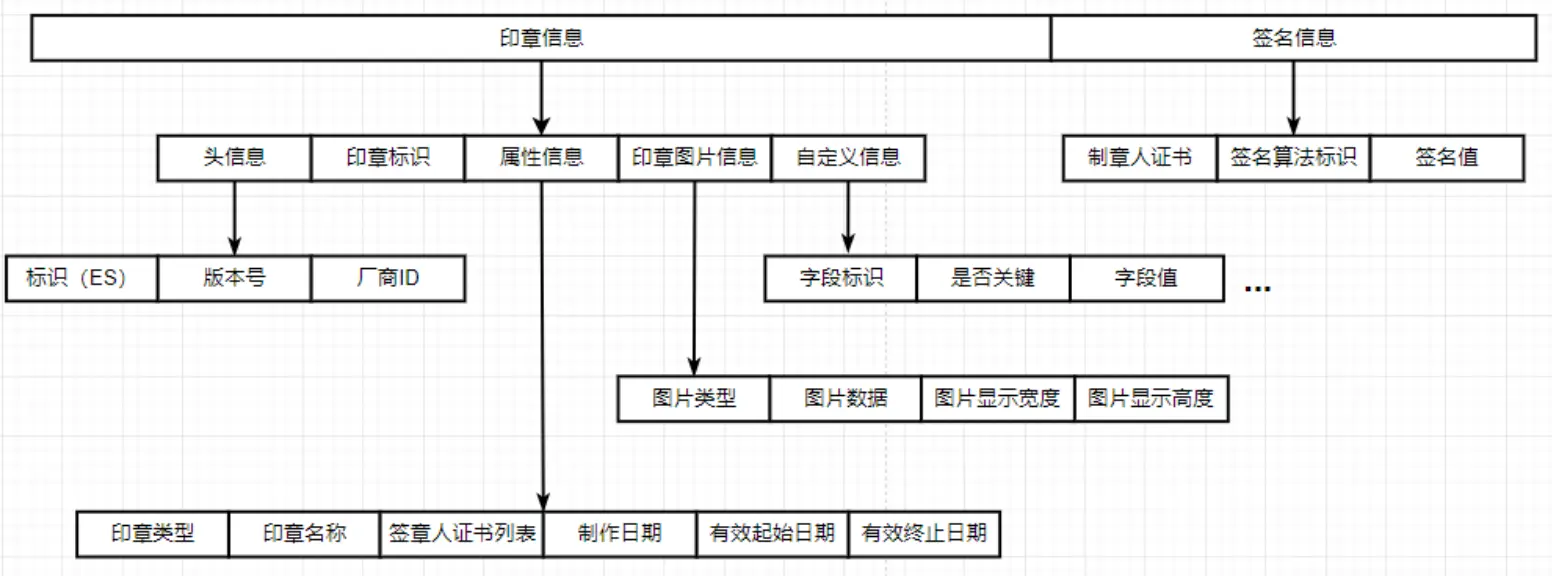 印章信息 签名信息
头信息 印章标识 属性信息 印章图片信息 自定义信息 制章人证书 签名算法标识 签名值
标识（ES） 版本号 厂商ID 字段标识 是否关键 字段值 ...
图片类型 图片数据 图片显示宽度 图片显示高度
印章类型 印章名称 签章人证书列表 制作日期 有效起始日期 有效终止日期